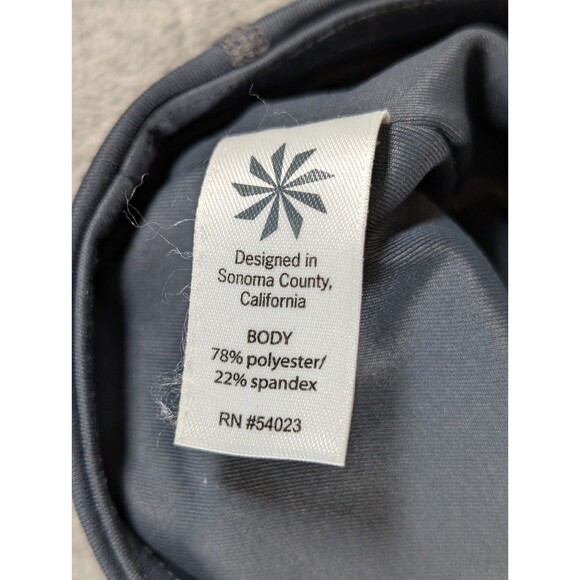 Designed in
Sonoma County,
California
BODY
78% polyester/
22% spandex
RN #54023